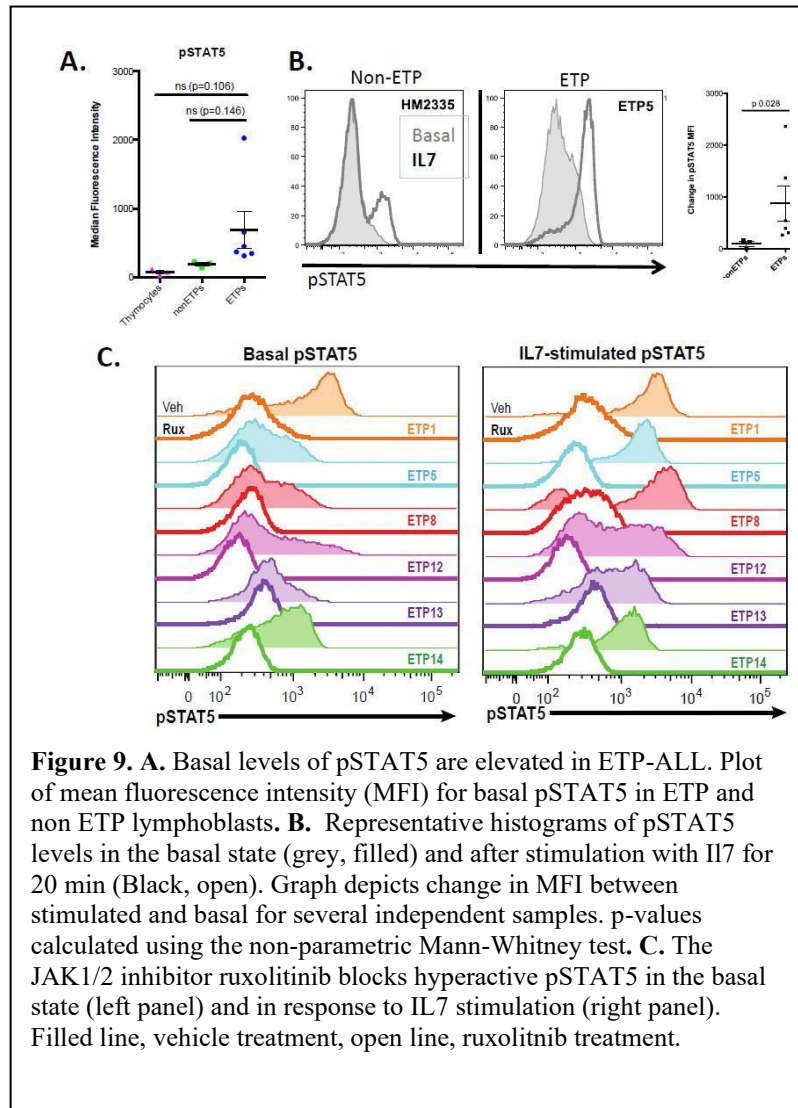 A.
pSTAT5
3000
2000
1000
0
Median Fluorescence Intensity
ns (p=0.106)
ns (p=0.146)
Thymocytes
nonETPs
ETPs
B.
Non-ETP
ETP
HM2335
Basal
IL7
100
80
60
40
20
0
ETP5
100
80
60
40
20
0
pSTAT5
3000
2000
1000
0
Change in pSTAT5 MFI
p 0.028
nonETPs
ETPs
C.
Basal pSTAT5
Veh
Rux
ETP1
ETP5
ETP8
ETP12
ETP13
ETP14
0 10² 10³ 10⁴ 10⁵
pSTAT5
IL7-stimulated pSTAT5
Veh
Rux
ETP1
ETP5
ETP8
ETP12
ETP13
ETP14
0 10² 10³ 10⁴ 10⁵
pSTAT5
Figure 9. A. Basal levels of pSTAT5 are elevated in ETP-ALL. Plot
of mean fluorescence intensity (MFI) for basal pSTAT5 in ETP and
non ETP lymphoblasts. B. Representative histograms of pSTAT5
levels in the basal state (grey, filled) and after stimulation with Il7 for
20 min (Black, open). Graph depicts change in MFI between
stimulated and basal for several independent samples. p-values
calculated using the non-parametric Mann-Whitney test. C. The
JAK1/2 inhibitor ruxolitinib blocks hyperactive pSTAT5 in the basal
state (left panel) and in response to IL7 stimulation (right panel).
Filled line, vehicle treatment, open line, ruxolitnib treatment.